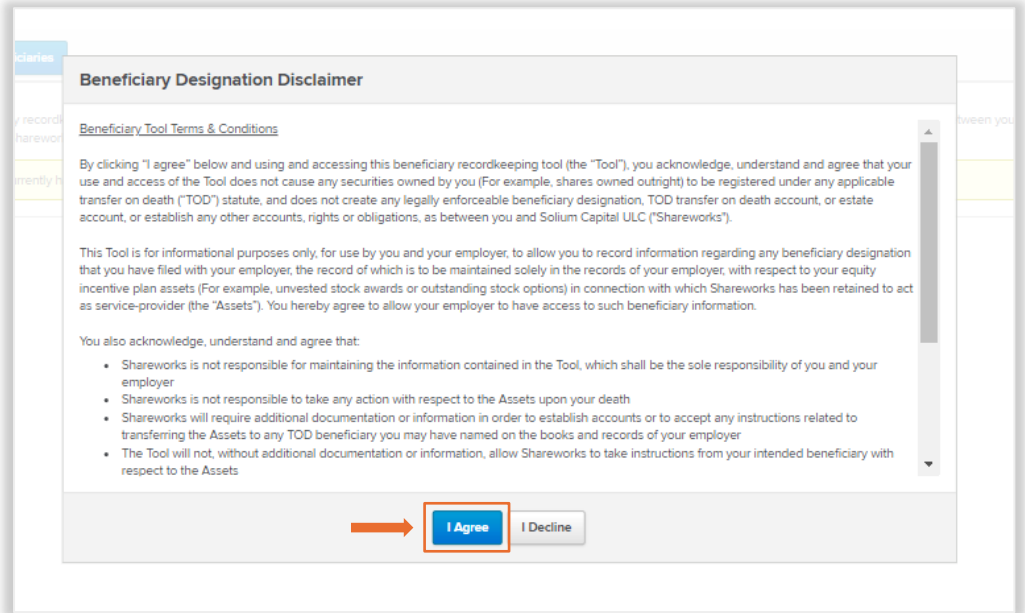 ciaries
Beneficiary Designation Disclaimer
Beneficiary Tool Terms & Conditions
By clicking “I agree” below and using and accessing this beneficiary recordkeeping tool (the “Tool”), you acknowledge, understand and agree that your
use and access of the Tool does not cause any securities owned by you (For example, shares owned outright) to be registered under any applicable
transfer on death (“TOD”) statute, and does not create any legally enforceable beneficiary designation, TOD transfer on death account, or estate
account, or establish any other accounts, rights or obligations, as between you and Solium Capital ULC ("Shareworks").
This Tool is for informational purposes only, for use by you and your employer, to allow you to record information regarding any beneficiary designation
that you have filed with your employer, the record of which is to be maintained solely in the records of your employer, with respect to your equity
incentive plan assets (For example, unvested stock awards or outstanding stock options) in connection with which Shareworks has been retained to act
as service-provider (the “Assets”). You hereby agree to allow your employer to have access to such beneficiary information.
You also acknowledge, understand and agree that:
• Shareworks is not responsible for maintaining the information contained in the Tool, which shall be the sole responsibility of you and your
employer
• Shareworks is not responsible to take any action with respect to the Assets upon your death
• Shareworks will require additional documentation or information in order to establish accounts or to accept any instructions related to
transferring the Assets to any TOD beneficiary you may have named on the books and records of your employer
• The Tool will not, without additional documentation or information, allow Shareworks to take instructions from your intended beneficiary with
respect to the Assets
I Agree
I Decline